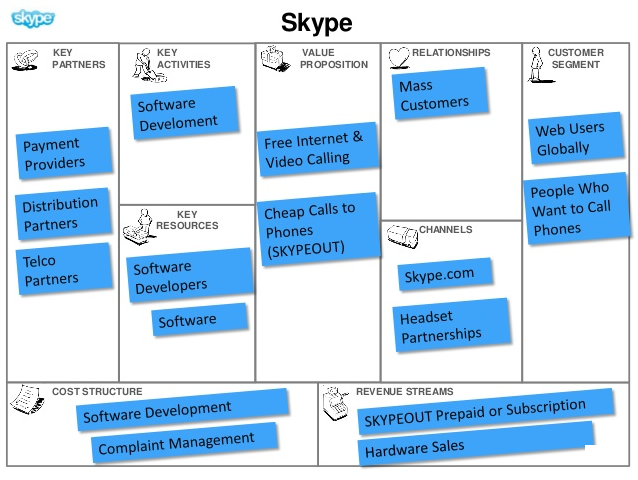 skype
Skype
KEY
PARTNERS
Payment
Providers
Distribution
Partners
Telco
Partners
KEY
ACTIVITIES
Software
Develoment
KEY
RESOURCES
Software
Developers
Software
VALUE
PROPOSITION
Free Internet &
Video Calling
Cheap Calls to
Phones
(SKYPEOUT)
RELATIONSHIPS
Mass
Customers
CHANNELS
Skype.com
Headset
Partnerships
CUSTOMER
SEGMENT
Web Users
Globally
People Who
Want to Call
Phones
COST STRUCTURE
Software Development
Complaint Management
REVENUE STREAMS
SKYPEOUT Prepaid or Subscription
Hardware Sales